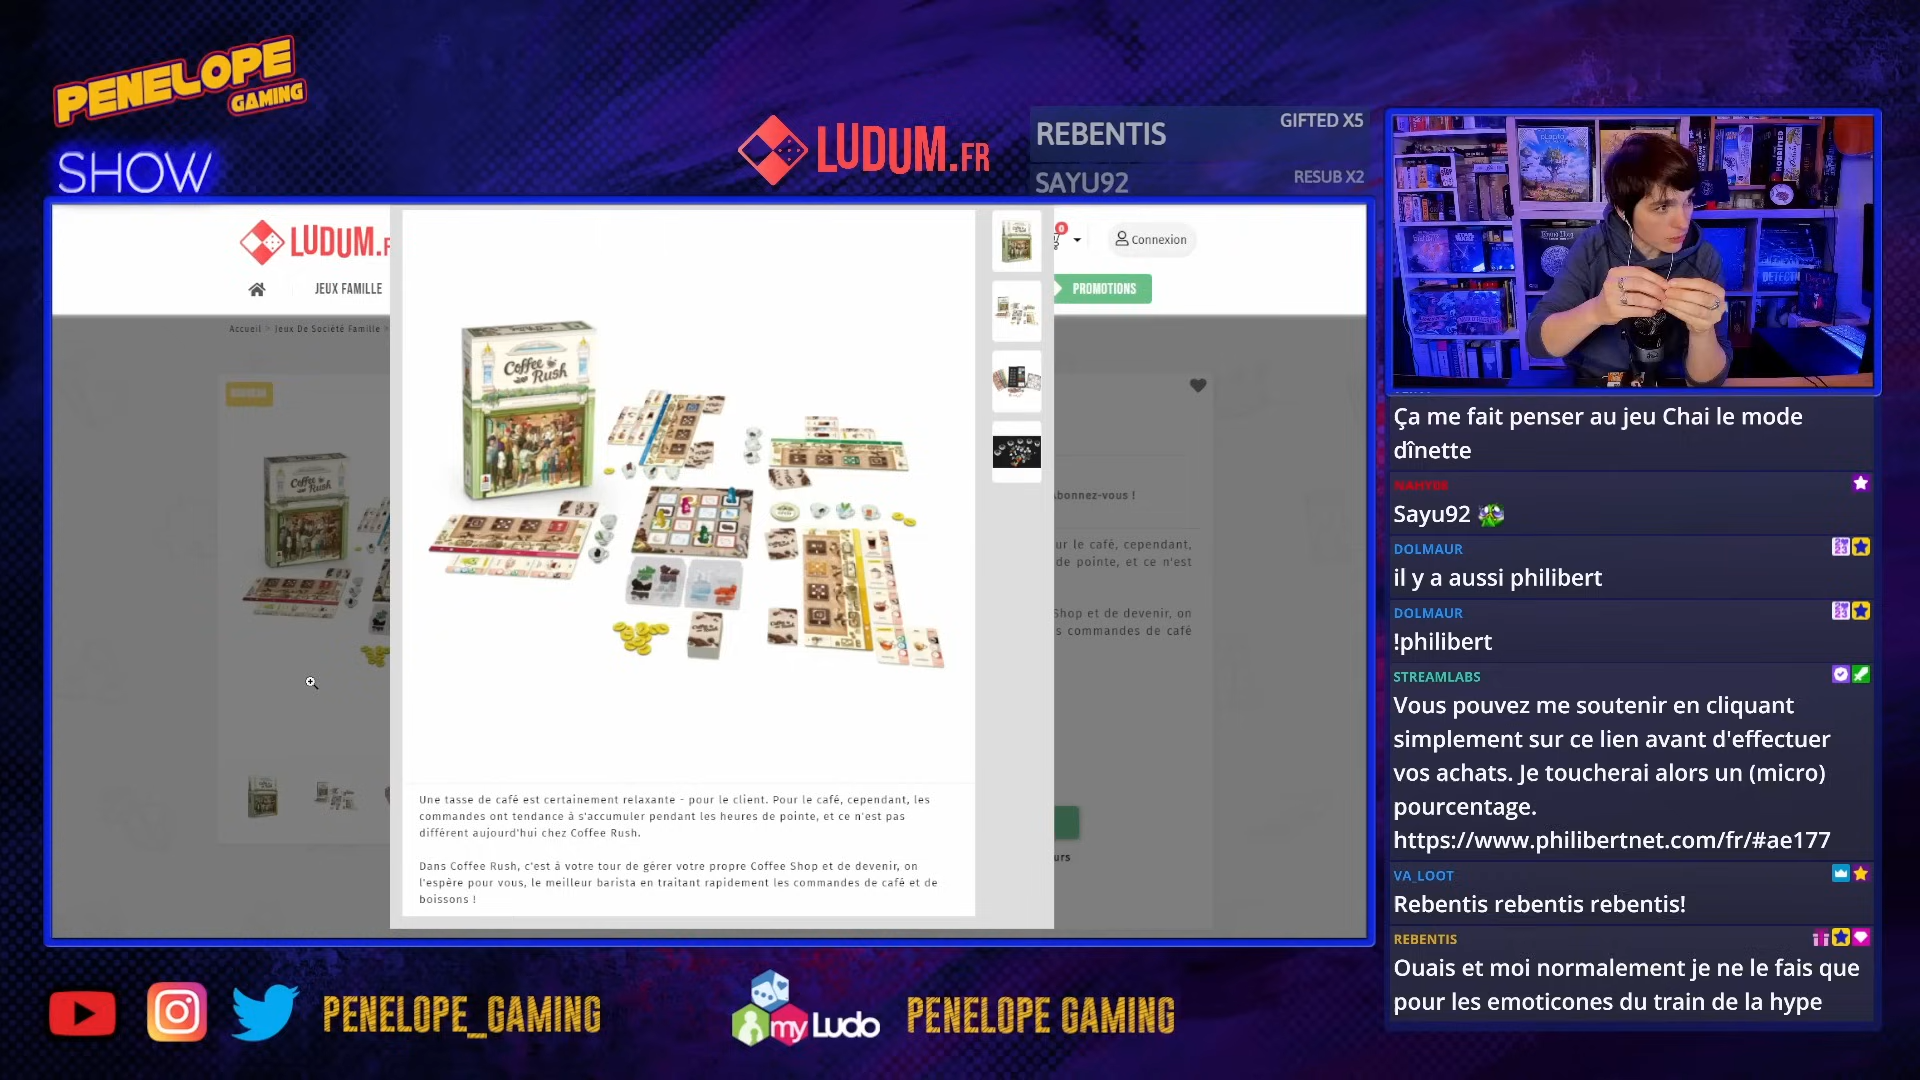 PENELOPE
GAMING
SHOW
LUDUM.FR
REBENTIS
GIFTED X5
SAYU92
RESUB X2
LUDUM.F
0
Connexion
JEUX FAMILLE
PROMOTIONS
Accueil > Jeux De Société Famille >
Coffee
Rush
Coffee
Rush
bonnez-vous !
ur le café, cependant,
de pointe, et ce n'est
Shop et de devenir, on
s commandes de café
urs
Une tasse de café est certainement relaxante - pour le client. Pour le café, cependant, les
commandes ont tendance à s'accumuler pendant les heures de pointe, et ce n'est pas
différent aujourd'hui chez Coffee Rush.
Dans Coffee Rush, c'est à votre tour de gérer votre propre Coffee Shop et de devenir, on
l'espère pour vous, le meilleur barista en traitant rapidement les commandes de café et de
boissons !
Ça me fait penser au jeu Chai le mode
dînette
NAHY08
Sayu92
DOLMAUR
il y a aussi philibert
DOLMAUR
!philibert
STREAMLABS
Vous pouvez me soutenir en cliquant
simplement sur ce lien avant d'effectuer
vos achats. Je toucherai alors un (micro)
pourcentage.
https://www.philibertnet.com/fr/#ae177
VA_LOOT
Rebentis rebentis rebentis!
REBENTIS
Ouais et moi normalement je ne le fais que
pour les emoticones du train de la hype
PENELOPE_GAMING
my Ludo
PENELOPE GAMING